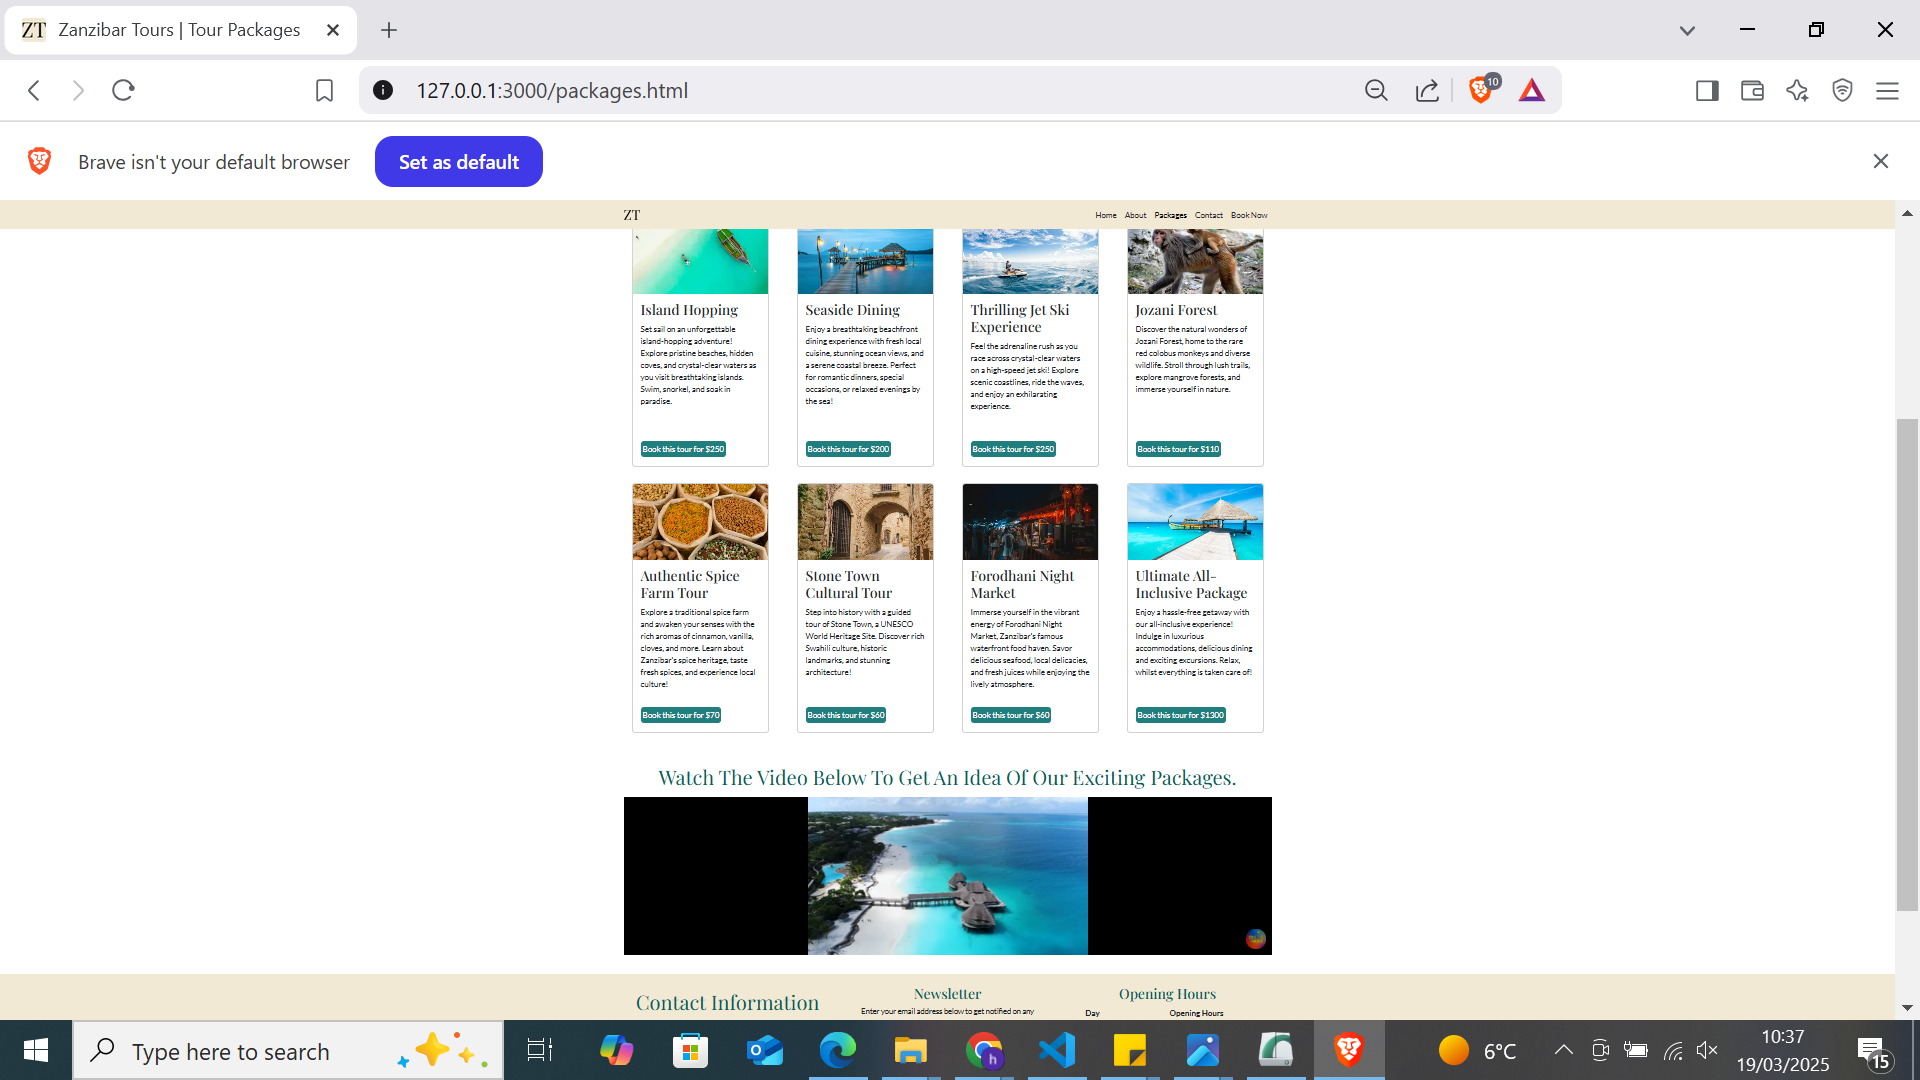 ZT Zanzibar Tours | Tour Packages
127.0.0.1:3000/packages.html
10
Brave isn't your default browser
Set as default
ZT
Home About Packages Contact Book Now
Island Hopping
Set sail on an unforgettable
island-hopping adventure!
Explore pristine beaches, hidden
coves, and crystal-clear waters as
you visit breathtaking islands.
Swim, snorkel, and soak in
paradise.
Book this tour for $250
Seaside Dining
Enjoy a breathtaking beachfront
dining experience with fresh local
cuisine, stunning ocean views, and
a serene coastal breeze. Perfect
for romantic dinners, special
occasions, or relaxed evenings by
the sea!
Book this tour for $200
Thrilling Jet Ski
Experience
Feel the adrenaline rush as you
race across crystal-clear waters
on a high-speed jet ski! Explore
scenic coastlines, ride the waves,
and enjoy an exhilarating
experience.
Book this tour for $250
Jozani Forest
Discover the natural wonders of
Jozani Forest, home to the rare
red colobus monkeys and diverse
wildlife. Stroll through lush trails,
explore mangrove forests, and
immerse yourself in nature.
Book this tour for $110
Authentic Spice
Farm Tour
Explore a traditional spice farm
and awaken your senses with the
rich aromas of cinnamon, vanilla,
cloves, and more. Learn about
Zanzibar's spice heritage, taste
fresh spices, and experience local
culture!
Book this tour for $70
Stone Town
Cultural Tour
Step into history with a guided
tour of Stone Town, a UNESCO
World Heritage Site. Discover rich
Swahili culture, historic
landmarks, and stunning
architecture!
Book this tour for $60
Forodhani Night
Market
Immerse yourself in the vibrant
energy of Forodhani Night
Market, Zanzibar's famous
waterfront food haven. Savor
delicious seafood, local delicacies,
and fresh juices while enjoying the
lively atmosphere.
Book this tour for $60
Ultimate All-
Inclusive Package
Enjoy a hassle-free getaway with
our all-inclusive experience!
Indulge in luxurious
accommodations, delicious dining
and exciting excursions. Relax,
whilst everything is taken care of!
Book this tour for $1300
Watch The Video Below To Get An Idea Of Our Exciting Packages.
Contact Information
Newsletter
Enter your email address below to get notified on any
Opening Hours
Day Opening Hours
Type here to search
h
6°C
10:37
19/03/2025
15